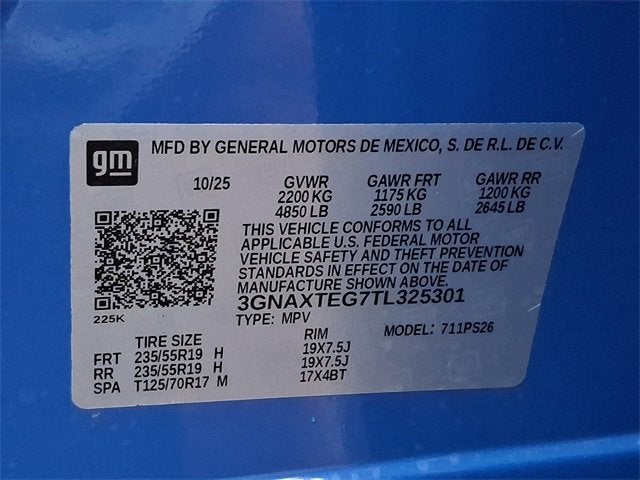 gm
MFD BY GENERAL MOTORS DE MEXICO, S. DE R.L. DE C.V.
10/25 GVWR GAWR FRT GAWR RR
2200 KG 1175 KG 1200 KG
4850 LB 2590 LB 2645 LB
THIS VEHICLE CONFORMS TO ALL
APPLICABLE U.S. FEDERAL MOTOR
VEHICLE SAFETY AND THEFT PREVENTION
STANDARDS IN EFFECT ON THE DATE OF
MANUFACTURE SHOWN ABOVE.
3GNAXTEG7TL325301
225K
TYPE: MPV MODEL: 711PS26
TIRE SIZE RIM
FRT 235/55R19 H 19X7.5J
RR 235/55R19 H 19X7.5J
SPA T125/70R17 M 17X4BT